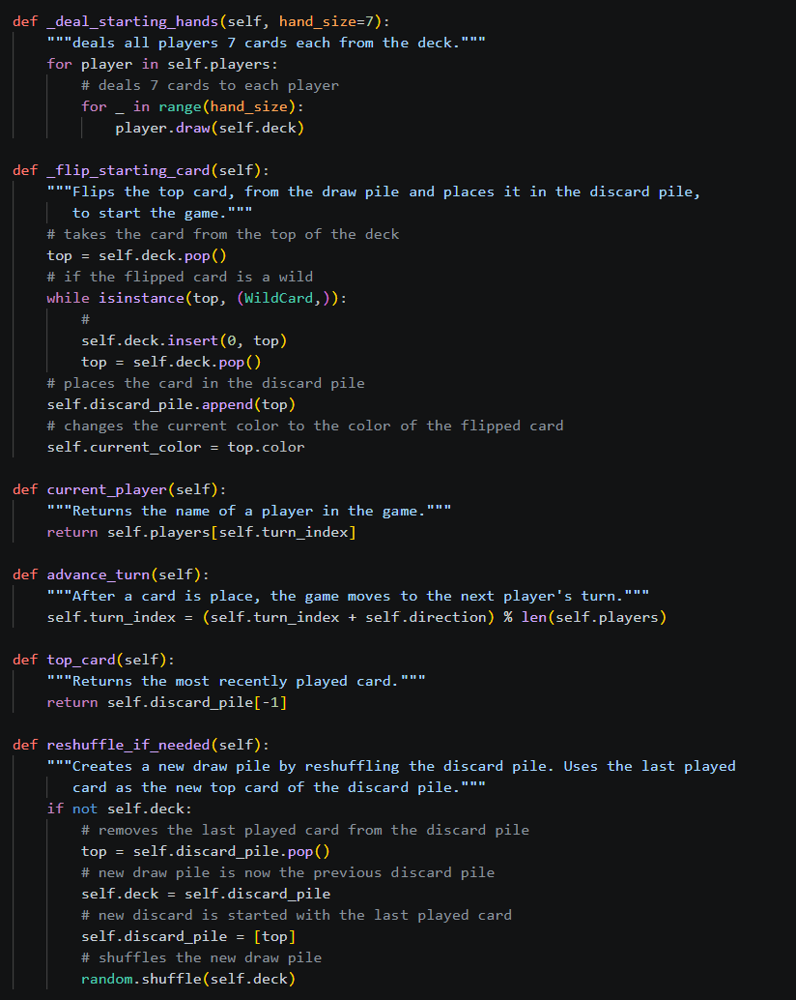 def _deal_starting_hands(self, hand_size=7):
    """deals all players 7 cards each from the deck."""
    for player in self.players:
        # deals 7 cards to each player
        for _ in range(hand_size):
            player.draw(self.deck)

def _flip_starting_card(self):
    """Flips the top card, from the draw pile and places it in the discard pile,
       to start the game."""
    # takes the card from the top of the deck
    top = self.deck.pop()
    # if the flipped card is a wild
    while isinstance(top, (WildCard,)):
        #
        self.deck.insert(0, top)
        top = self.deck.pop()
    # places the card in the discard pile
    self.discard_pile.append(top)
    # changes the current color to the color of the flipped card
    self.current_color = top.color

def current_player(self):
    """Returns the name of a player in the game."""
    return self.players[self.turn_index]

def advance_turn(self):
    """After a card is place, the game moves to the next player's turn."""
    self.turn_index = (self.turn_index + self.direction) % len(self.players)

def top_card(self):
    """Returns the most recently played card."""
    return self.discard_pile[-1]

def reshuffle_if_needed(self):
    """Creates a new draw pile by reshuffling the discard pile. Uses the last played
       card as the new top card of the discard pile."""
    if not self.deck:
        # removes the last played card from the discard pile
        top = self.discard_pile.pop()
        # new draw pile is now the previous discard pile
        self.deck = self.discard_pile
        # new discard is started with the last played card
        self.discard_pile = [top]
        # shuffles the new draw pile
        random.shuffle(self.deck)